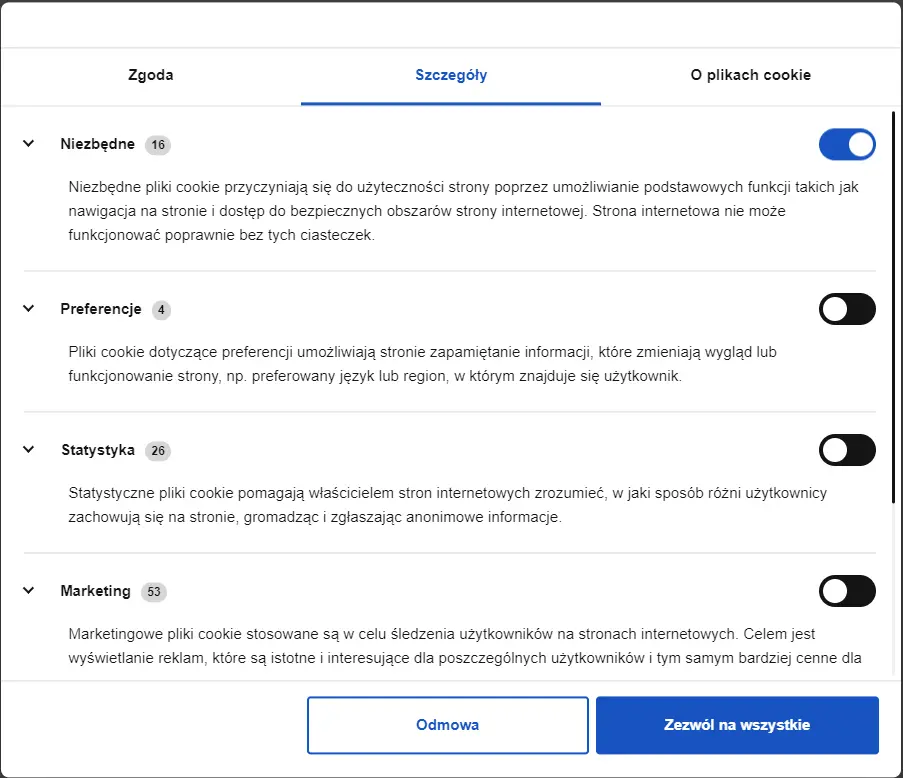 Zgoda
Szczegóły
O plikach cookie
Niezbędne 16
Niezbędne pliki cookie przyczyniają się do użyteczności strony poprzez umożliwianie podstawowych funkcji takich jak
nawigacja na stronie i dostęp do bezpiecznych obszarów strony internetowej. Strona internetowa nie może
funkcjonować poprawnie bez tych ciasteczek.
Preferencje 4
Pliki cookie dotyczące preferencji umożliwiają stronie zapamiętanie informacji, które zmieniają wygląd lub
funkcjonowanie strony, np. preferowany język lub region, w którym znajduje się użytkownik.
Statystyka 26
Statystyczne pliki cookie pomagają właścicielem stron internetowych zrozumieć, w jaki sposób różni użytkownicy
zachowują się na stronie, gromadząc i zgłaszając anonimowe informacje.
Marketing 53
Marketingowe pliki cookie stosowane są w celu śledzenia użytkowników na stronach internetowych. Celem jest
wyświetlanie reklam, które są istotne i interesujące dla poszczególnych użytkowników i tym samym bardziej cenne dla
Odmowa
Zezwól na wszystkie